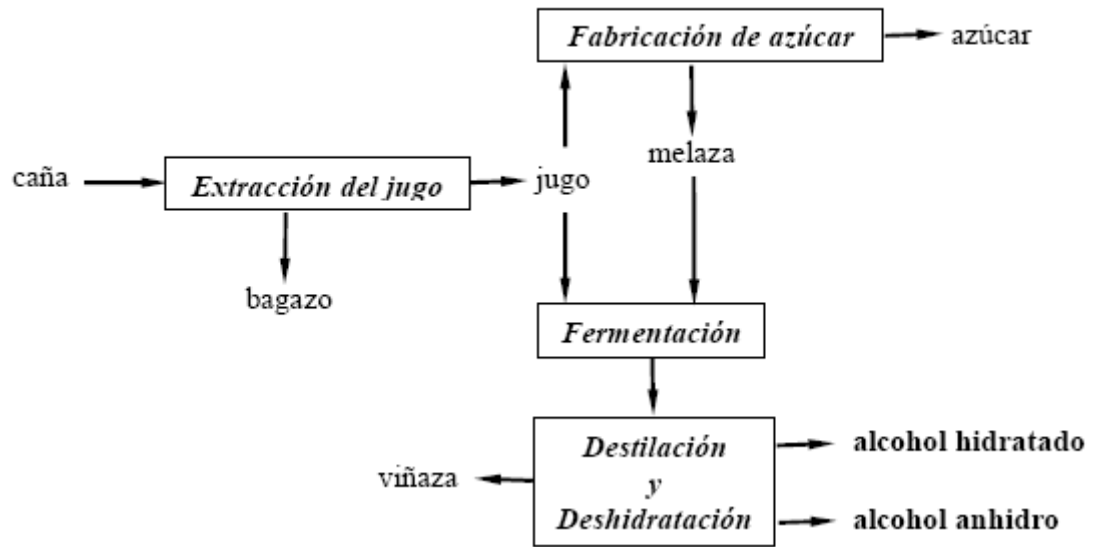 Fabricación de azúcar
azúcar
melaza
caña
Extracción del jugo
jugo
bagazo
Fermentación
Destilación
y
Deshidratación
alcohol hidratado
viñaza
alcohol anhidro